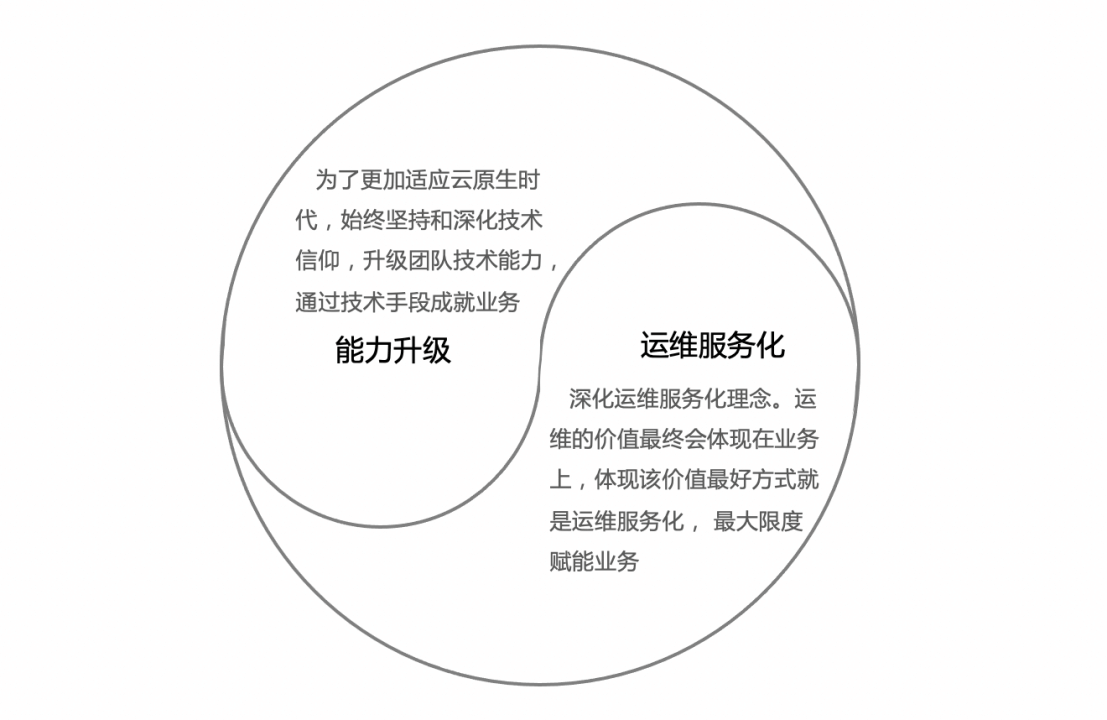 为了更加适应云原生时
代，始终坚持和深化技术
信仰，升级团队技术能力，
通过技术手段成就业务
能力升级
运维服务化
深化运维服务化理念。运
维的价值最终会体现在业务
上，体现该价值最好方式就
是运维服务化， 最大限度
赋能业务